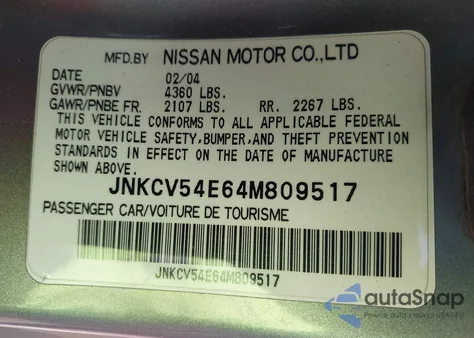 MFD.BY NISSAN MOTOR CO.,LTD
DATE 02/04
GVWR/PNBV 4360 LBS.
GAWR/PNBE FR. 2107 LBS. RR. 2267 LBS.
THIS VEHICLE CONFORMS TO ALL APPLICABLE FEDERAL
MOTOR VEHICLE SAFETY,BUMPER,AND THEFT PREVENTION
STANDARDS IN EFFECT ON THE DATE OF MANUFACTURE
SHOWN ABOVE.
JNKCV54E64M809517
PASSENGER CAR/VOITURE DE TOURISME
JNKCV54E64M809517
autoSnap